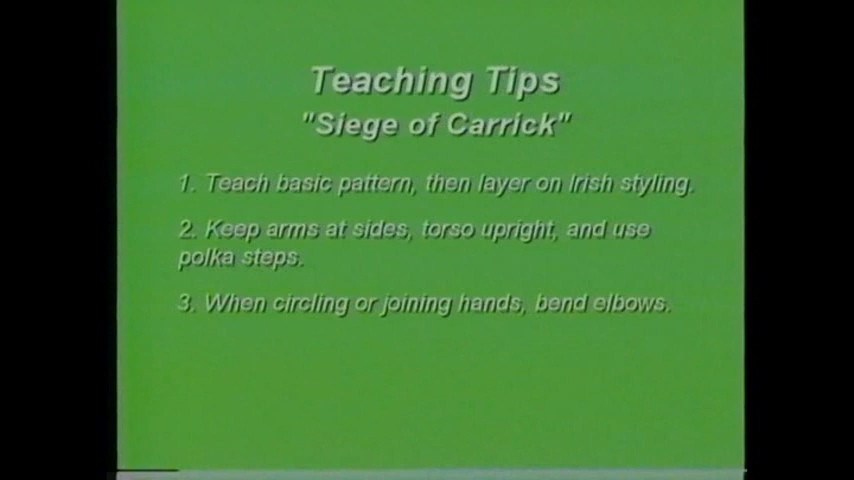 Teaching Tips
"Siege of Carrick"
1. Teach basic pattern, then layer on Irish styling.
2. Keep arms at sides, torso upright, and use
polka steps.
3. When circling or joining hands, bend elbows.